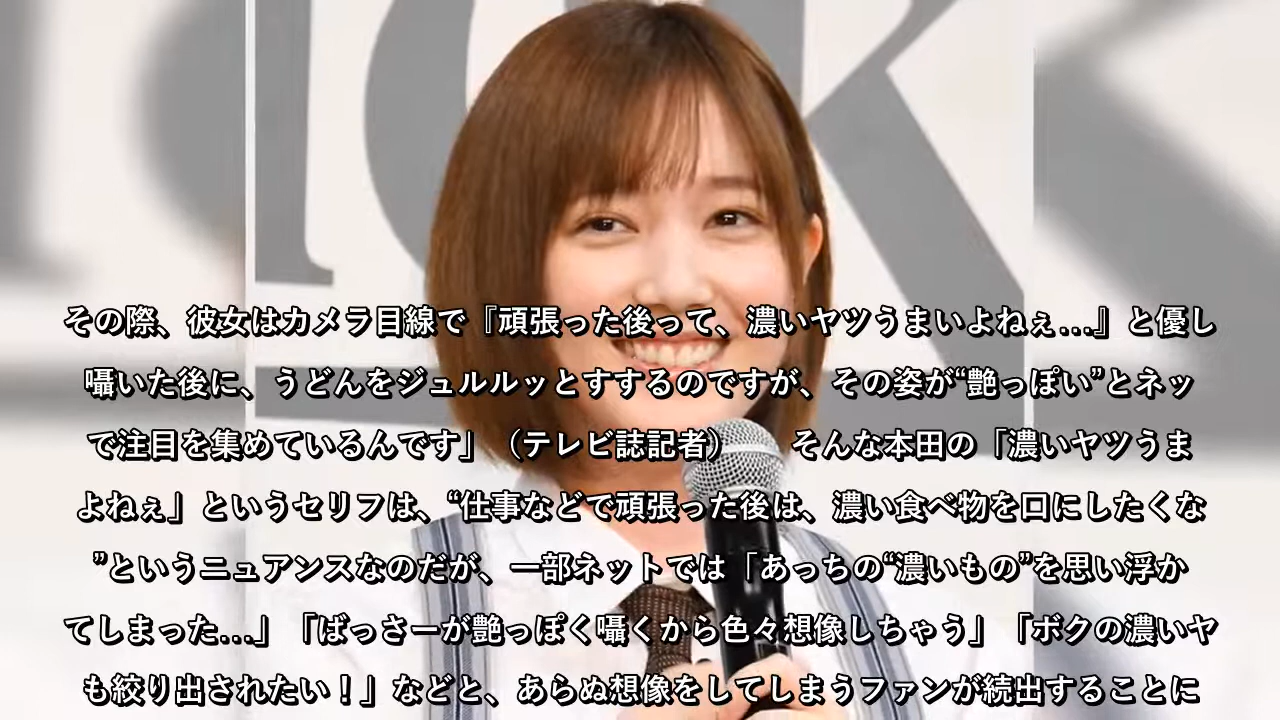 その際、彼女はカメラ目線で『頑張った後って、濃いヤツうまいよねぇ…』と優し
囁いた後に、うどんをジュルルッとすするのですが、その姿が“艶っぽい”とネッ
で注目を集めているんです」（テレビ誌記者）　　そんな本田の「濃いヤツうま
よねぇ」というセリフは、“仕事などで頑張った後は、濃い食べ物を口にしたくな
”というニュアンスなのだが、一部ネットでは「あっちの“濃いもの”を思い浮か
てしまった…」「ばっさーが艶っぽく囁くから色々想像しちゃう」「ボクの濃いヤ
も絞り出されたい！」などと、あらぬ想像をしてしまうファンが続出することに